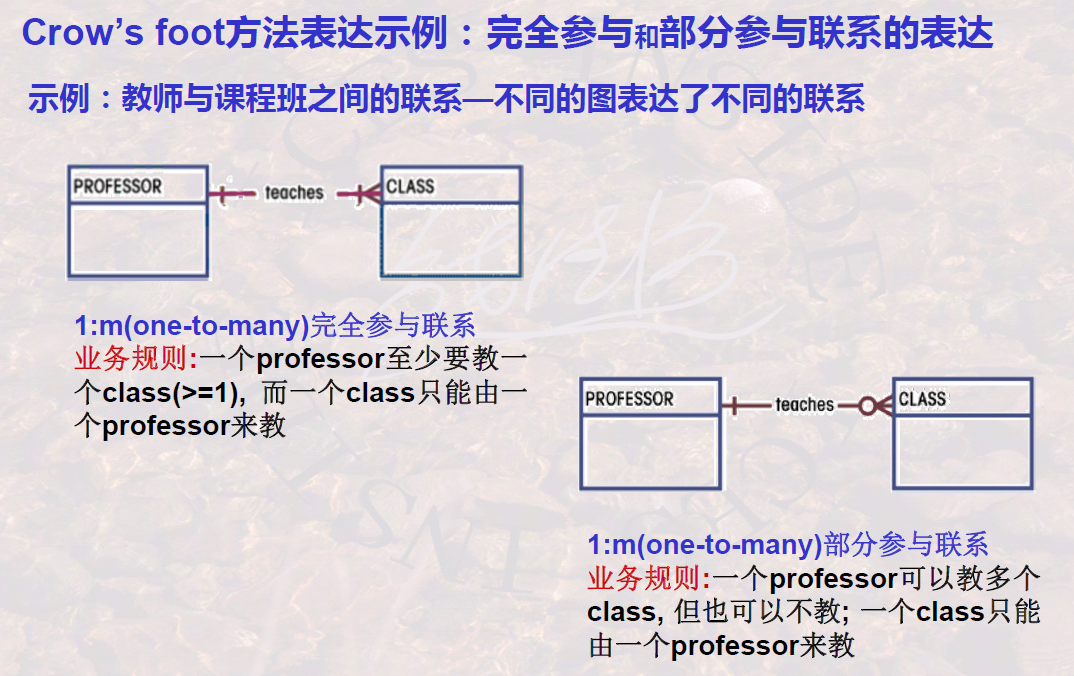 Crow’s foot方法表达示例：完全参与和部分参与联系的表达
示例：教师与课程班之间的联系—不同的图表达了不同的联系
PROFESSOR
teaches
CLASS
1:m(one-to-many)完全参与联系
业务规则:一个professor至少要教一
个class(>=1), 而一个class只能由一
个professor来教
PROFESSOR
teaches
CLASS
1:m(one-to-many)部分参与联系
业务规则:一个professor可以教多个
class, 但也可以不教; 一个class只能
由一个professor来教